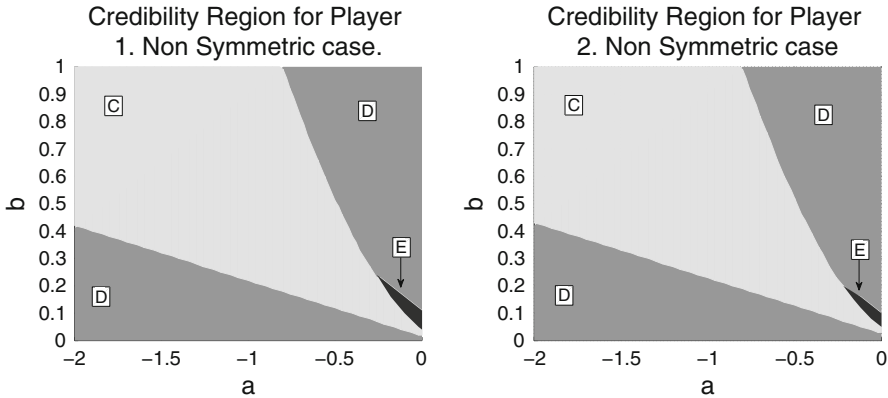 Credibility Region for Player
1. Non Symmetric case.
1
0.9
0.8
0.7
0.6
0.5
0.4
0.3
0.2
0.1
0
b
C
D
E
D
−2
−1.5
−1
−0.5
0
a
Credibility Region for Player
2. Non Symmetric case
1
0.9
0.8
0.7
0.6
0.5
0.4
0.3
0.2
0.1
0
b
C
D
E
D
−2
−1.5
−1
−0.5
0
a